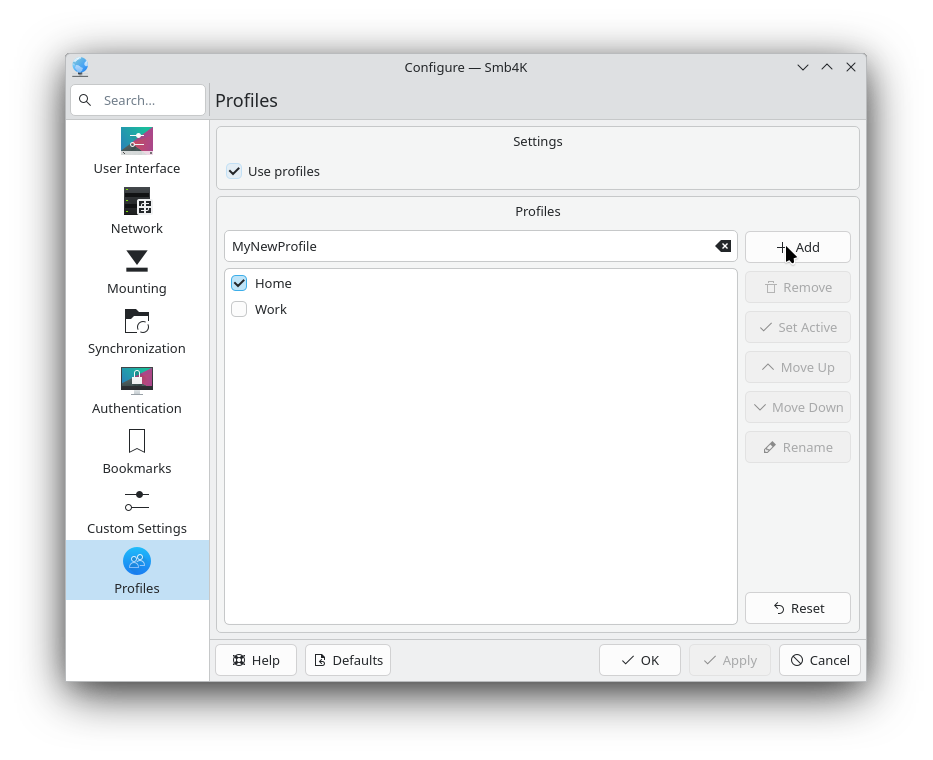 Configure — Smb4K
Search...
Profiles
User Interface
Network
Mounting
Synchronization
Authentication
Bookmarks
Custom Settings
Profiles
Settings
Use profiles
Profiles
MyNewProfile
Add
Home
Work
Remove
Set Active
Move Up
Move Down
Rename
Reset
Help
Defaults
OK
Apply
Cancel